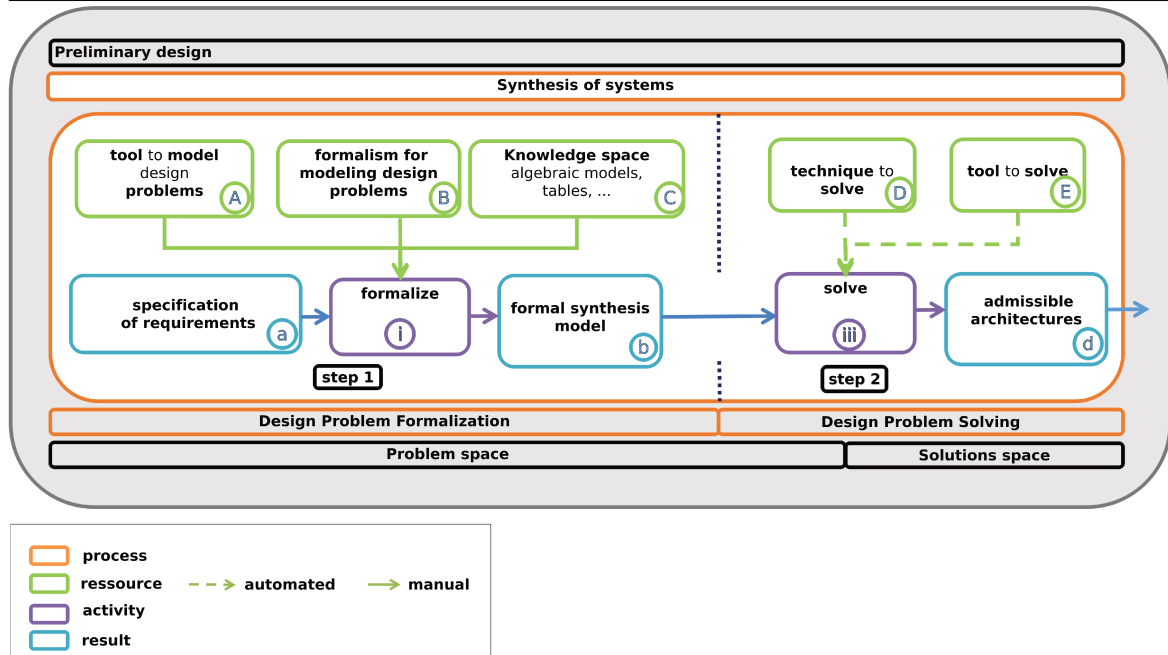 Preliminary design
Synthesis of systems
tool to model
design
problems
A
formalism for
modeling design
problems
B
Knowledge space
algebraic models,
tables, ...
C
technique to
solve
D
tool to solve
E
specification
of requirements
a
formalize
i
formal synthesis
model
b
solve
iii
admissible
architectures
d
step 1
step 2
Design Problem Formalization
Design Problem Solving
Problem space
Solutions space
process
ressource
automated
manual
activity
result